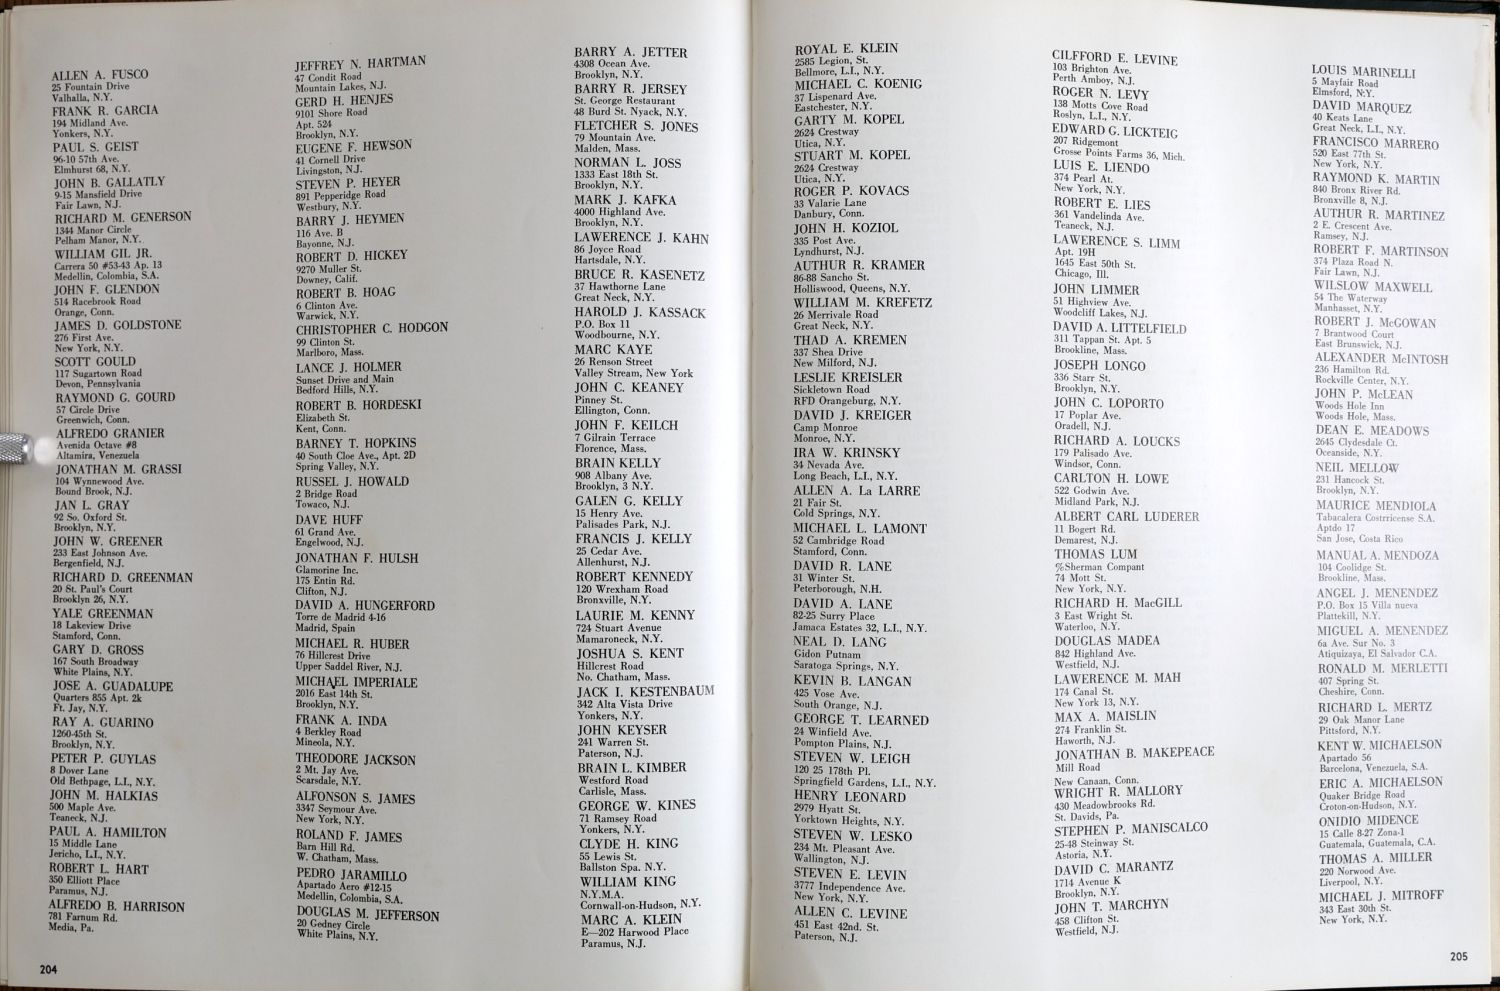 ALLEN A. FUSCO
25 Fountain Drive
Valhalla, N.Y.
FRANK R. GARCIA
194 Midland Ave.
Yonkers, N.Y.
PAUL S. GEIST
96-10 57th Ave.
Elmhurst 68, N.Y.
JOHN B. GALLATLY
9-15 Mansfield Drive
Fair Lawn, N.J.
RICHARD M. GENERSON
1344 Manor Circle
Pelham Manor, N.Y.
WILLIAM GIL JR.
Carrera 50 #53-43 Ap. 13
Medellin, Colombia, S.A.
JOHN F. GLENDON
514 Racebrook Road
Orange, Conn.
JAMES D. GOLDSTONE
276 First Ave.
New York, N.Y.
SCOTT GOULD
117 Sugartown Road
Devon, Pennsylvania
RAYMOND G. GOURD
57 Circle Drive
Greenwich, Conn.
ALFREDO GRANIER
Avenida Octave #8
Altamira, Venezuela
JONATHAN M. GRASSI
104 Wynnewood Ave.
Bound Brook, N.J.
JAN L. GRAY
92 So. Oxford St.
Brooklyn, N.Y.
JOHN W. GREENER
233 East Johnson Ave.
Bergenfield, N.J.
RICHARD D. GREENMAN
20 St. Paul's Court
Brooklyn 26, N.Y.
YALE GREENMAN
18 Lakeview Drive
Stamford, Conn.
GARY D. GROSS
167 South Broadway
White Plains, N.Y.
JOSE A. GUADALUPE
Quarters 855 Apt. 2k
Ft. Jay, N.Y.
RAY A. GUARINO
1260-45th St.
Brooklyn, N.Y.
PETER P. GUYLAS
8 Dover Lane
Old Bethpage, L.I., N.Y.
JOHN M. HALKIAS
500 Maple Ave.
Teaneck, N.J.
PAUL A. HAMILTON
15 Middle Lane
Jericho, L.I., N.Y.
ROBERT L. HART
350 Elliott Place
Paramus, N.J.
ALFREDO B. HARRISON
781 Farnum Rd.
Media, Pa.
204
JEFFREY N. HARTMAN
47 Condit Road
Mountain Lakes, N.J.
GERD H. HENJES
9101 Shore Road
Apt. 524
Brooklyn, N.Y.
EUGENE F. HEWSON
41 Cornell Drive
Livingston, N.J.
STEVEN P. HEYER
891 Pepperidge Road
Westbury, N.Y.
BARRY J. HEYMEN
116 Ave. B
Bayonne, N.J.
ROBERT D. HICKEY
9270 Muller St.
Downey, Calif.
ROBERT B. HOAG
6 Clinton Ave.
Warwick, N.Y.
CHRISTOPHER C. HODGON
99 Clinton St.
Marlboro, Mass.
LANCE J. HOLMER
Sunset Drive and Main
Bedford Hills, N.Y.
ROBERT B. HORDESKI
Elizabeth St.
Kent, Conn.
BARNEY T. HOPKINS
40 South Cloe Ave., Apt. 2D
Spring Valley, N.Y.
RUSSEL J. HOWALD
2 Bridge Road
Towaco, N.J.
DAVE HUFF
61 Grand Ave.
Engelwood, N.J.
JONATHAN F. HULSH
Glamorine Inc.
175 Entin Rd.
Clifton, N.J.
DAVID A. HUNGERFORD
Torre de Madrid 4-16
Madrid, Spain
MICHAEL R. HUBER
76 Hillcrest Drive
Upper Saddel River, N.J.
MICHAEL IMPERIALE
2016 East 14th St.
Brooklyn, N.Y.
FRANK A. INDA
4 Berkley Road
Mineola, N.Y.
THEODORE JACKSON
2 Mt. Jay Ave.
Scarsdale, N.Y.
ALFONSON S. JAMES
3347 Seymour Ave.
New York, N.Y.
ROLAND F. JAMES
Barn Hill Rd.
W. Chatham, Mass.
PEDRO JARAMILLO
Apartado Aero #12-15
Medellin, Colombia, S.A.
DOUGLAS M. JEFFERSON
20 Gedney Circle
White Plains, N.Y.
BARRY A. JETTER
4308 Ocean Ave.
Brooklyn, N.Y.
BARRY R. JERSEY
St. George Restaurant
48 Burd St. Nyack, N.Y.
FLETCHER S. JONES
79 Mountain Ave.
Malden, Mass.
NORMAN L. JOSS
1333 East 18th St.
Brooklyn, N.Y.
MARK J. KAFKA
4000 Highland Ave.
Brooklyn, N.Y.
LAWERENCE J. KAHN
86 Joyce Road
Hartsdale, N.Y.
BRUCE R. KASENETZ
37 Hawthorne Lane
Great Neck, N.Y.
HAROLD J. KASSACK
P.O. Box 11
Woodbourne, N.Y.
MARC KAYE
26 Renson Street
Valley Stream, New York
JOHN C. KEANEY
Pinney St.
Ellington, Conn.
JOHN F. KEILCH
7 Gilrain Terrace
Florence, Mass.
BRAIN KELLY
908 Albany Ave.
Brooklyn, 3 N.Y.
GALEN G. KELLY
15 Henry Ave.
Palisades Park, N.J.
FRANCIS J. KELLY
25 Cedar Ave.
Allenhurst, N.J.
ROBERT KENNEDY
120 Wrexham Road
Bronxville, N.Y.
LAURIE M. KENNY
724 Stuart Avenue
Mamaroneck, N.Y.
JOSHUA S. KENT
Hillcrest Road
No. Chatham, Mass.
JACK I. KESTENBAUM
342 Alta Vista Drive
Yonkers, N.Y.
JOHN KEYSER
241 Warren St.
Paterson, N.J.
BRAIN L. KIMBER
Westford Road
Carlisle, Mass.
GEORGE W. KINES
71 Ramsey Road
Yonkers, N.Y.
CLYDE H. KING
55 Lewis St.
Ballston Spa. N.Y.
WILLIAM KING
N.Y.M.A.
Cornwall-on-Hudson, N.Y.
MARC A. KLEIN
E—202 Harwood Place
Paramus, N.J.
ROYAL E. KLEIN
2585 Legion, St.
Bellmore, L.I., N.Y.
MICHAEL C. KOENIG
37 Lispenard Ave.
Eastchester, N.Y.
GARTY M. KOPEL
2624 Crestway
Utica, N.Y.
STUART M. KOPEL
2624 Crestway
Utica, N.Y.
ROGER P. KOVACS
33 Valarie Lane
Danbury, Conn.
JOHN H. KOZIOL
335 Post Ave.
Lyndhurst, N.J.
AUTHUR R. KRAMER
86-88 Sancho St.
Holliswood, Queens, N.Y.
WILLIAM M. KREFETZ
26 Merrivale Road
Great Neck, N.Y.
THAD A. KREMEN
337 Shea Drive
New Milford, N.J.
LESLIE KREISLER
Sickletown Road
RFD Orangeburg, N.Y.
DAVID J. KREIGER
Camp Monroe
Monroe, N.Y.
IRA W. KRINSKY
34 Nevada Ave.
Long Beach, L.I., N.Y.
ALLEN A. La LARRE
21 Fair St.
Cold Springs, N.Y.
MICHAEL L. LAMONT
52 Cambridge Road
Stamford, Conn.
DAVID R. LANE
31 Winter St.
Peterborough, N.H.
DAVID A. LANE
82-25 Surry Place
Jamaca Estates 32, L.I., N.Y.
NEAL D. LANG
Gidon Putnam
Saratoga Springs, N.Y.
KEVIN B. LANGAN
425 Vose Ave.
South Orange, N.J.
GEORGE T. LEARNED
24 Winfield Ave.
Pompton Plains, N.J.
STEVEN W. LEIGH
120 25 178th Pl.
Springfield Gardens, L.I., N.Y.
HENRY LEONARD
2979 Hyatt St.
Yorktown Heights, N.Y.
STEVEN W. LESKO
234 Mt. Pleasant Ave.
Wallington, N.J.
STEVEN E. LEVIN
3777 Independence Ave.
New York, N.Y.
ALLEN C. LEVINE
451 East 42nd. St.
Paterson, N.J.
CILFFORD E. LEVINE
103 Brighton Ave.
Perth Amboy, N.J.
ROGER N. LEVY
138 Motts Cove Road
Roslyn, L.I., N.Y.
EDWARD G. LICKTEIG
207 Ridgemont
Grosse Points Farms 36, Mich.
LUIS E. LIENDO
374 Pearl At.
New York, N.Y.
ROBERT E. LIES
361 Vandelinda Ave.
Teaneck, N.J.
LAWERENCE S. LIMM
Apt. 19H
1645 East 50th St.
Chicago, Ill.
JOHN LIMMER
51 Highview Ave.
Woodcliff Lakes, N.J.
DAVID A. LITTELFIELD
311 Tappan St. Apt. 5
Brookline, Mass.
JOSEPH LONGO
336 Starr St.
Brooklyn, N.Y.
JOHN C. LOPORTO
17 Poplar Ave.
Oradell, N.J.
RICHARD A. LOUCKS
179 Palisado Ave.
Windsor, Conn.
CARLTON H. LOWE
522 Godwin Ave.
Midland Park, N.J.
ALBERT CARL LUDERER
11 Bogert Rd.
Demarest, N.J.
THOMAS LUM
%Sherman Compant
74 Mott St.
New York, N.Y.
RICHARD H. MacGILL
3 East Wright St.
Waterloo, N.Y.
DOUGLAS MADEA
842 Highland Ave.
Westfield, N.J.
LAWERENCE M. MAH
174 Canal St.
New York 13, N.Y.
MAX A. MAISLIN
274 Franklin St.
Haworth, N.J.
JONATHAN B. MAKEPEACE
Mill Road
New Canaan, Conn.
WRIGHT R. MALLORY
430 Meadowbrooks Rd.
St. Davids, Pa.
STEPHEN P. MANISCALCO
25-48 Steinway St.
Astoria, N.Y.
DAVID C. MARANTZ
1714 Avenue K
Brooklyn, N.Y.
JOHN T. MARCHYN
458 Clifton St.
Westfield, N.J.
LOUIS MARINELLI
5 Mayfair Road
Elmsford, N.Y.
DAVID MARQUEZ
40 Keats Lane
Great Neck, L.I., N.Y.
FRANCISCO MARRERO
520 East 77th St.
New York, N.Y.
RAYMOND K. MARTIN
840 Bronx River Rd.
Bronxville 8, N.J.
AUTHUR R. MARTINEZ
2 E. Crescent Ave.
Ramsey, N.J.
ROBERT F. MARTINSON
374 Plaza Road N.
Fair Lawn, N.J.
WILSLOW MAXWELL
54 The Waterway
Manhasset, N.Y.
ROBERT J. McGOWAN
7 Brantwood Court
East Brunswick, N.J.
ALEXANDER McINTOSH
236 Hamilton Rd.
Rockville Center, N.Y.
JOHN P. McLEAN
Woods Hole Inn
Woods Hole, Mass.
DEAN E. MEADOWS
2645 Clydesdale Ct.
Oceanside, N.Y.
NEIL MELLOW
231 Hancock St.
Brooklyn, N.Y.
MAURICE MENDIOLA
Tabacalera Costrricense S.A.
Aptdo 17
San Jose, Costa Rico
MANUAL A. MENDOZA
104 Coolidge St.
Brookline, Mass.
ANGEL J. MENENDEZ
P.O. Box 15 Villa nueva
Plattekill, N.Y.
MIGUEL A. MENENDEZ
6a Ave. Sur No. 3
Atiquizaya, El Salvador C.A.
RONALD M. MERLETTI
407 Spring St.
Cheshire, Conn.
RICHARD L. MERTZ
29 Oak Manor Lane
Pittsford, N.Y.
KENT W. MICHAELSON
Apartado 56
Barcelona, Venezuela, S.A.
ERIC A. MICHAELSON
Quaker Bridge Road
Croton-on-Hudson, N.Y.
ONIDIO MIDENCE
15 Calle 8-27 Zona-1
Guatemala, Guatemala, C.A.
THOMAS A. MILLER
220 Norwood Ave.
Liverpool, N.Y.
MICHAEL J. MITROFF
343 East 30th St.
New York, N.Y.
205